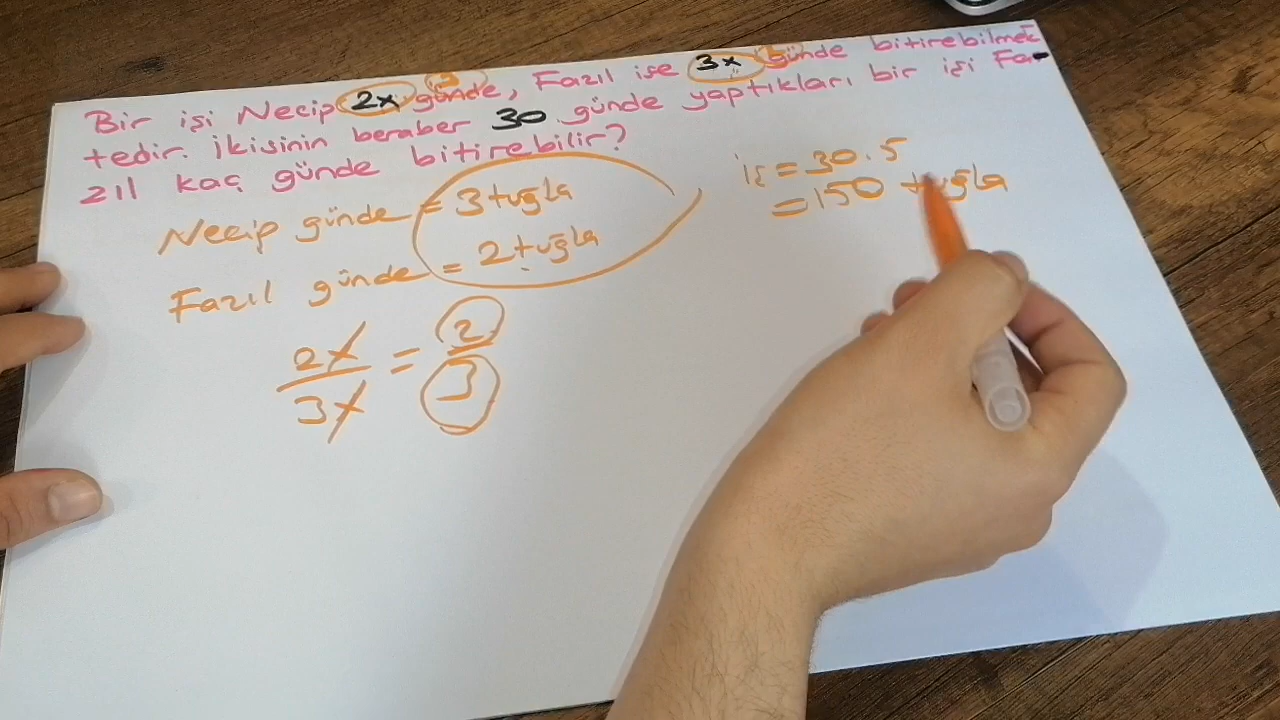 Bir işi Necip 2x günde, Fazıl ise 3x günde bitirebilmek
tedir. İkisinin beraber 30 günde yaptıkları bir işi Fa-
zıl kaç günde bitirebilir?
Necip günde = 3 tuğla
Fazıl günde = 2 tuğla
2x/3x = 2/3
iş = 30.5
= 150 tuğla